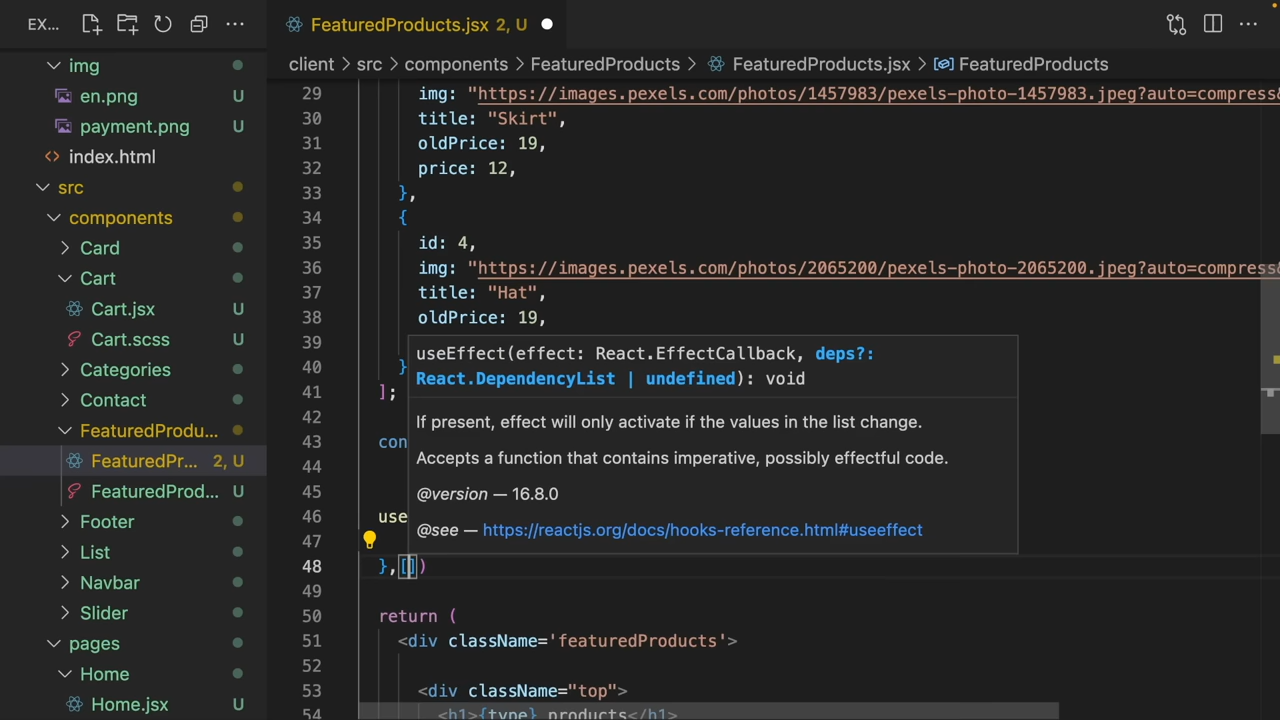 EX...
FeaturedProducts.jsx 2, U
client > src > components > FeaturedProducts > FeaturedProducts.jsx > FeaturedProducts
img
en.png U
payment.png U
index.html
src
components
Card
Cart
Cart.jsx U
Cart.scss U
Categories
Contact
FeaturedProdu...
FeaturedPr... 2, U
FeaturedProd... U
Footer
List
Navbar
Slider
pages
Home
Home.jsx U
29 img: "https://images.pexels.com/photos/1457983/pexels-photo-1457983.jpeg?auto=compress&
30 title: "Skirt",
31 oldPrice: 19,
32 price: 12,
33 },
34 {
35 id: 4,
36 img: "https://images.pexels.com/photos/2065200/pexels-photo-2065200.jpeg?auto=compress&
37 title: "Hat",
38 oldPrice: 19,
39
40 }
41 ];
42
43 con
44
45
46 use
47
48 },[])
49
50 return (
51 <div className='featuredProducts'>
52
53 <div className="top">
54 <h1>{type} products</h1>
useEffect(effect: React.EffectCallback, deps?:
React.DependencyList | undefined): void
If present, effect will only activate if the values in the list change.
Accepts a function that contains imperative, possibly effectful code.
@version — 16.8.0
@see — https://reactjs.org/docs/hooks-reference.html#useeffect